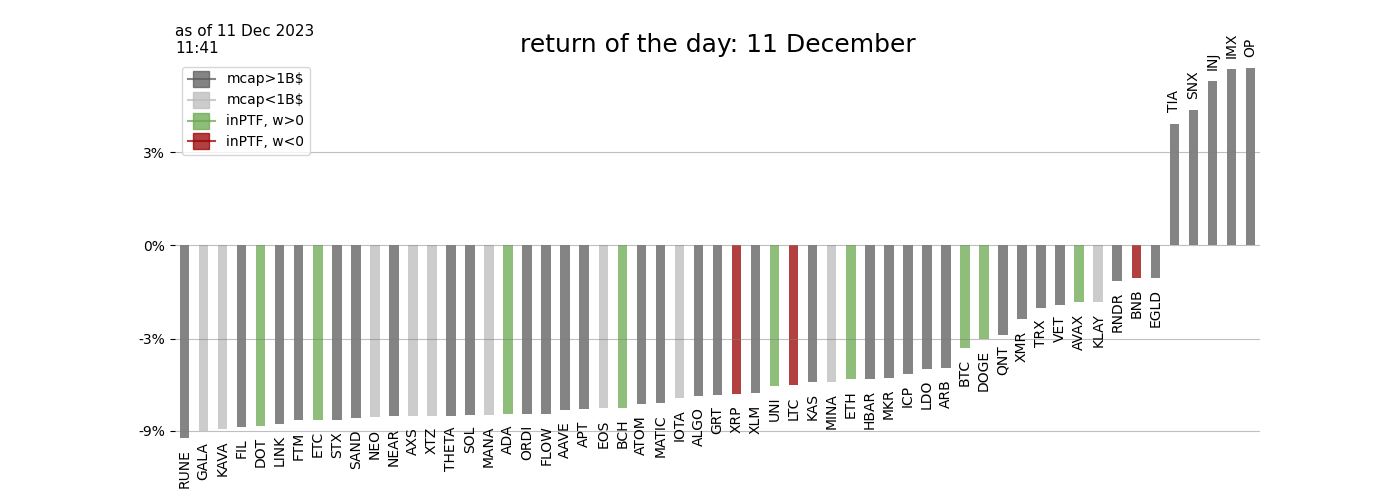 as of 11 Dec 2023
11:41
return of the day: 11 December
mcap>1B$
mcap<1B$
inPTF, w>0
inPTF, w<0
3%
0%
-3%
-9%
RUNE
GALA
KAVA
FIL
DOT
LINK
FTM
ETC
STX
SAND
NEO
NEAR
AXS
XTZ
THETA
SOL
MANA
ADA
ORDI
FLOW
AAVE
APT
EOS
BCH
ATOM
MATIC
IOTA
ALGO
GRT
XRP
XLM
UNI
LTC
KAS
MINA
ETH
HBAR
MKR
ICP
LDO
ARB
BTC
DOGE
QNT
XMR
TRX
VET
AVAX
KLAY
RNDR
BNB
EGLD
TIA
SNX
INJ
IMX
OP